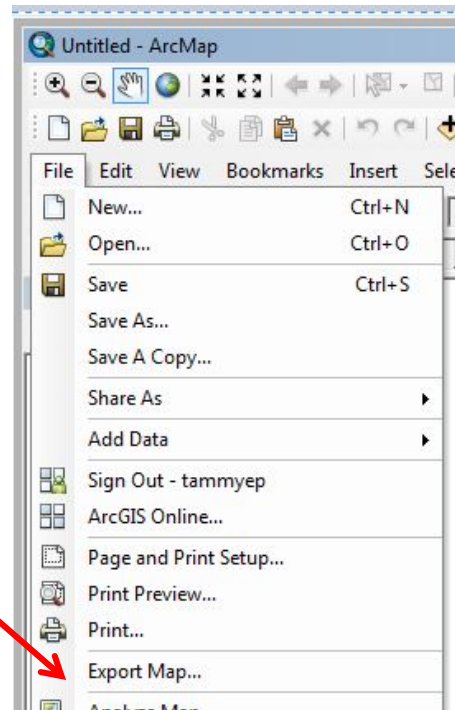 Untitled - ArcMap
File Edit View Bookmarks Insert
New... Ctrl+N
Open... Ctrl+O
Save Ctrl+S
Save As...
Save A Copy...
Share As
Add Data
Sign Out - tammyep
ArcGIS Online...
Page and Print Setup...
Print Preview...
Print...
Export Map...